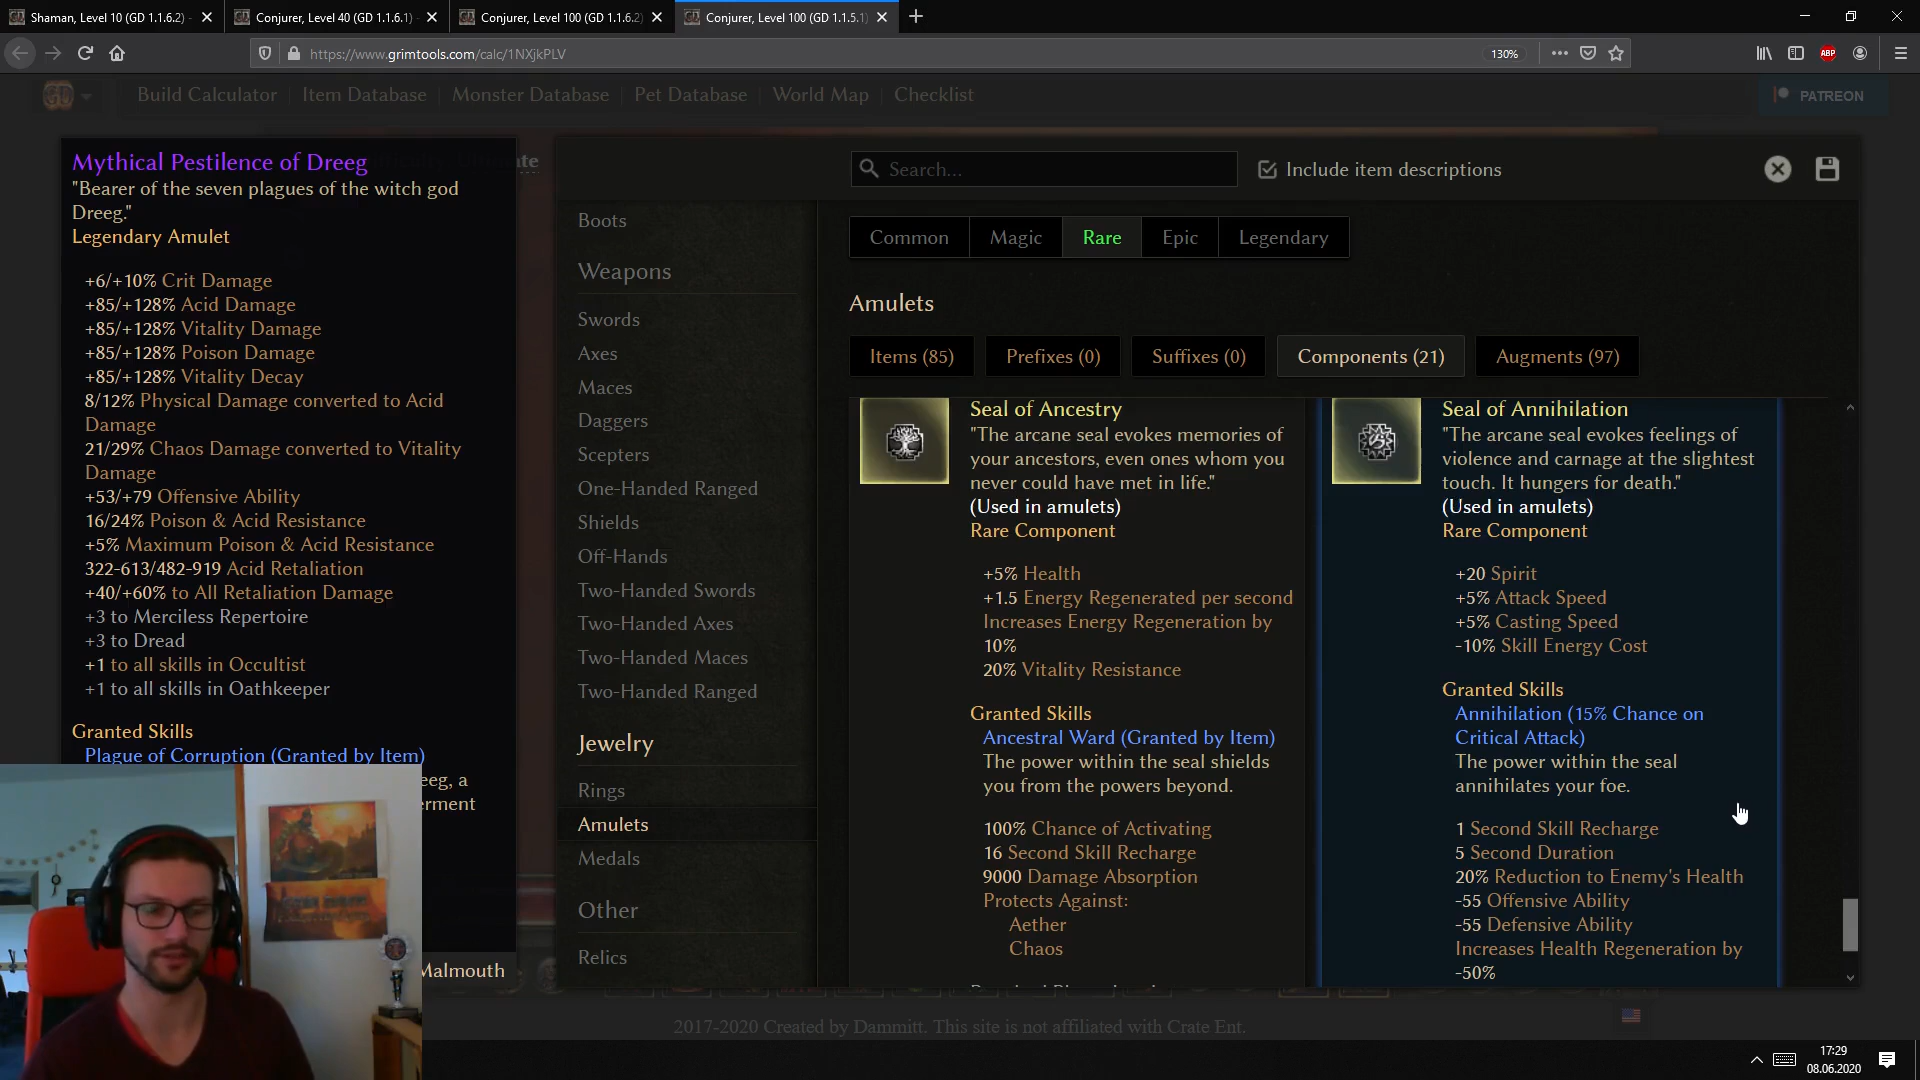 Shaman, Level 10 (GD 1.1.6.2) -
Conjurer, Level 40 (GD 1.1.6.1) -
Conjurer, Level 100 (GD 1.1.6.2)
Conjurer, Level 100 (GD 1.1.5.1)
https://www.grimtools.com/calc/1NXjkPLV
130%
ABP
GD
Build Calculator
Item Database
Monster Database
Pet Database
World Map
Checklist
PATREON
Mythical Pestilence of Dreeg
"Bearer of the seven plagues of the witch god
Dreeg."
Legendary Amulet
+6/+10% Crit Damage
+85/+128% Acid Damage
+85/+128% Vitality Damage
+85/+128% Poison Damage
+85/+128% Vitality Decay
8/12% Physical Damage converted to Acid
Damage
21/29% Chaos Damage converted to Vitality
Damage
+53/+79 Offensive Ability
16/24% Poison & Acid Resistance
+5% Maximum Poison & Acid Resistance
322-613/482-919 Acid Retaliation
+40/+60% to All Retaliation Damage
+3 to Merciless Repertoire
+3 to Dread
+1 to all skills in Occultist
+1 to all skills in Oathkeeper
Granted Skills
Plague of Corruption (Granted by Item)
eeg, a
erment
Malmouth
Boots
Weapons
Swords
Axes
Maces
Daggers
Scepters
One-Handed Ranged
Shields
Off-Hands
Two-Handed Swords
Two-Handed Axes
Two-Handed Maces
Two-Handed Ranged
Jewelry
Rings
Amulets
Medals
Other
Relics
Search...
Include item descriptions
Common
Magic
Rare
Epic
Legendary
Amulets
Items (85)
Prefixes (0)
Suffixes (0)
Components (21)
Augments (97)
Seal of Ancestry
"The arcane seal evokes memories of
your ancestors, even ones whom you
never could have met in life."
(Used in amulets)
Rare Component
+5% Health
+1.5 Energy Regenerated per second
Increases Energy Regeneration by
10%
20% Vitality Resistance
Granted Skills
Ancestral Ward (Granted by Item)
The power within the seal shields
you from the powers beyond.
100% Chance of Activating
16 Second Skill Recharge
9000 Damage Absorption
Protects Against:
Aether
Chaos
Seal of Annihilation
"The arcane seal evokes feelings of
violence and carnage at the slightest
touch. It hungers for death."
(Used in amulets)
Rare Component
+20 Spirit
+5% Attack Speed
+5% Casting Speed
-10% Skill Energy Cost
Granted Skills
Annihilation (15% Chance on
Critical Attack)
The power within the seal
annihilates your foe.
1 Second Skill Recharge
5 Second Duration
20% Reduction to Enemy's Health
-55 Offensive Ability
-55 Defensive Ability
Increases Health Regeneration by
-50%
2017-2020 Created by Dammitt. This site is not affiliated with Crate Ent.
17:29
08.06.2020